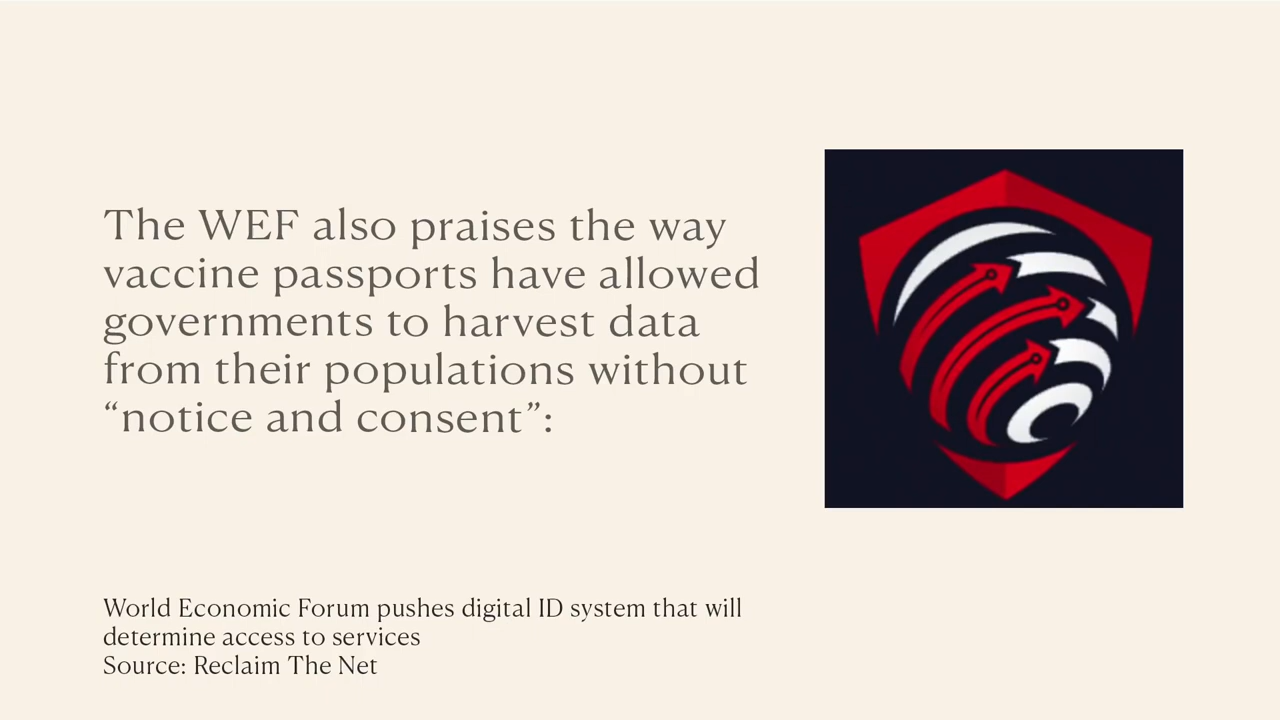 The WEF also praises the way
vaccine passports have allowed
governments to harvest data
from their populations without
“notice and consent”:
World Economic Forum pushes digital ID system that will
determine access to services
Source: Reclaim The Net